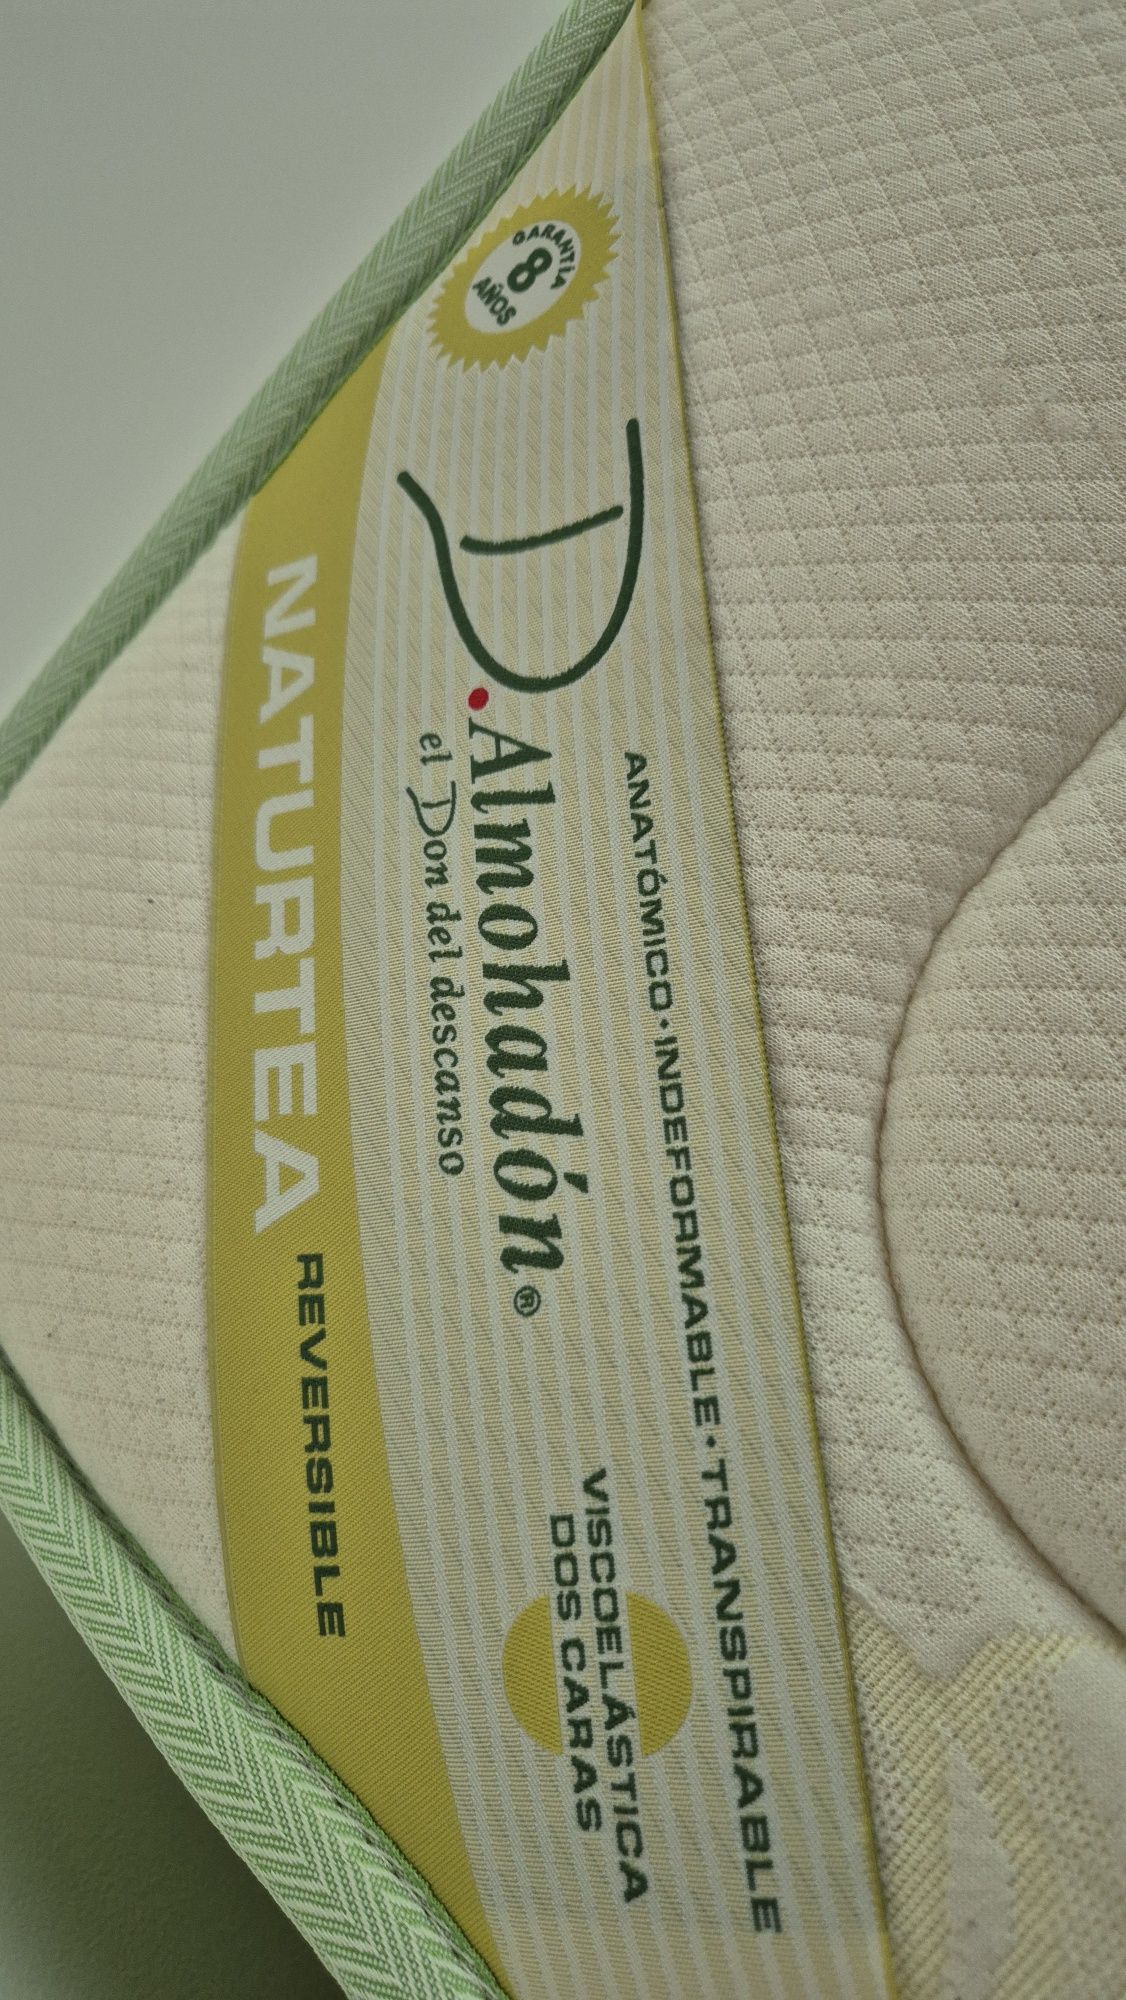 GARANTÍA
8
AÑOS
ANATÓMICO·INDEFORMABLE·TRANSPIRABLE
D.Almohadón®
el Don del descanso
VISCOELÁSTICA
DOS CARAS
NATURTEA REVERSIBLE